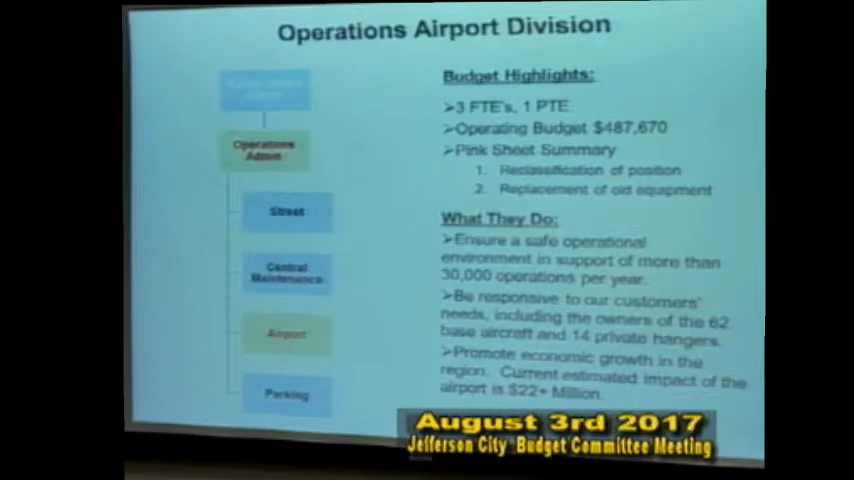 Operations Airport Division
Operations
Admin
Street
Central
Maintenance
Airport
Parking
Budget Highlights:
➢3 FTE's, 1 PTE
➢Operating Budget $487,670
➢Pink Sheet Summary
1. Reclassification of position
2. Replacement of old equipment
What They Do:
➢Ensure a safe operational
environment in support of more than
30,000 operations per year.
➢Be responsive to our customers'
needs, including the owners of the 62
base aircraft and 14 private hangers.
➢Promote economic growth in the
region. Current estimated impact of the
airport is $22+ Million.
August 3rd 2017
Jefferson City Budget Committee Meeting